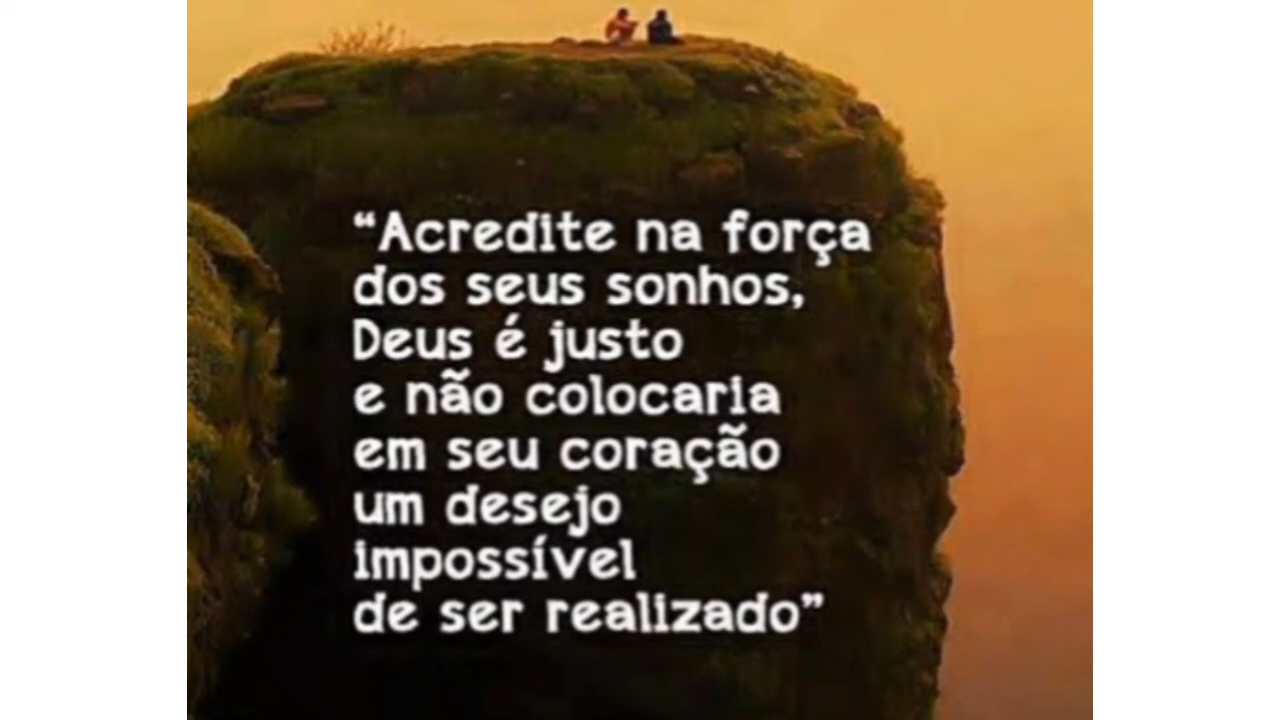 “Acredite na força
dos seus sonhos,
Deus é justo
e não colocaria
em seu coração
um desejo
impossível
de ser realizado”